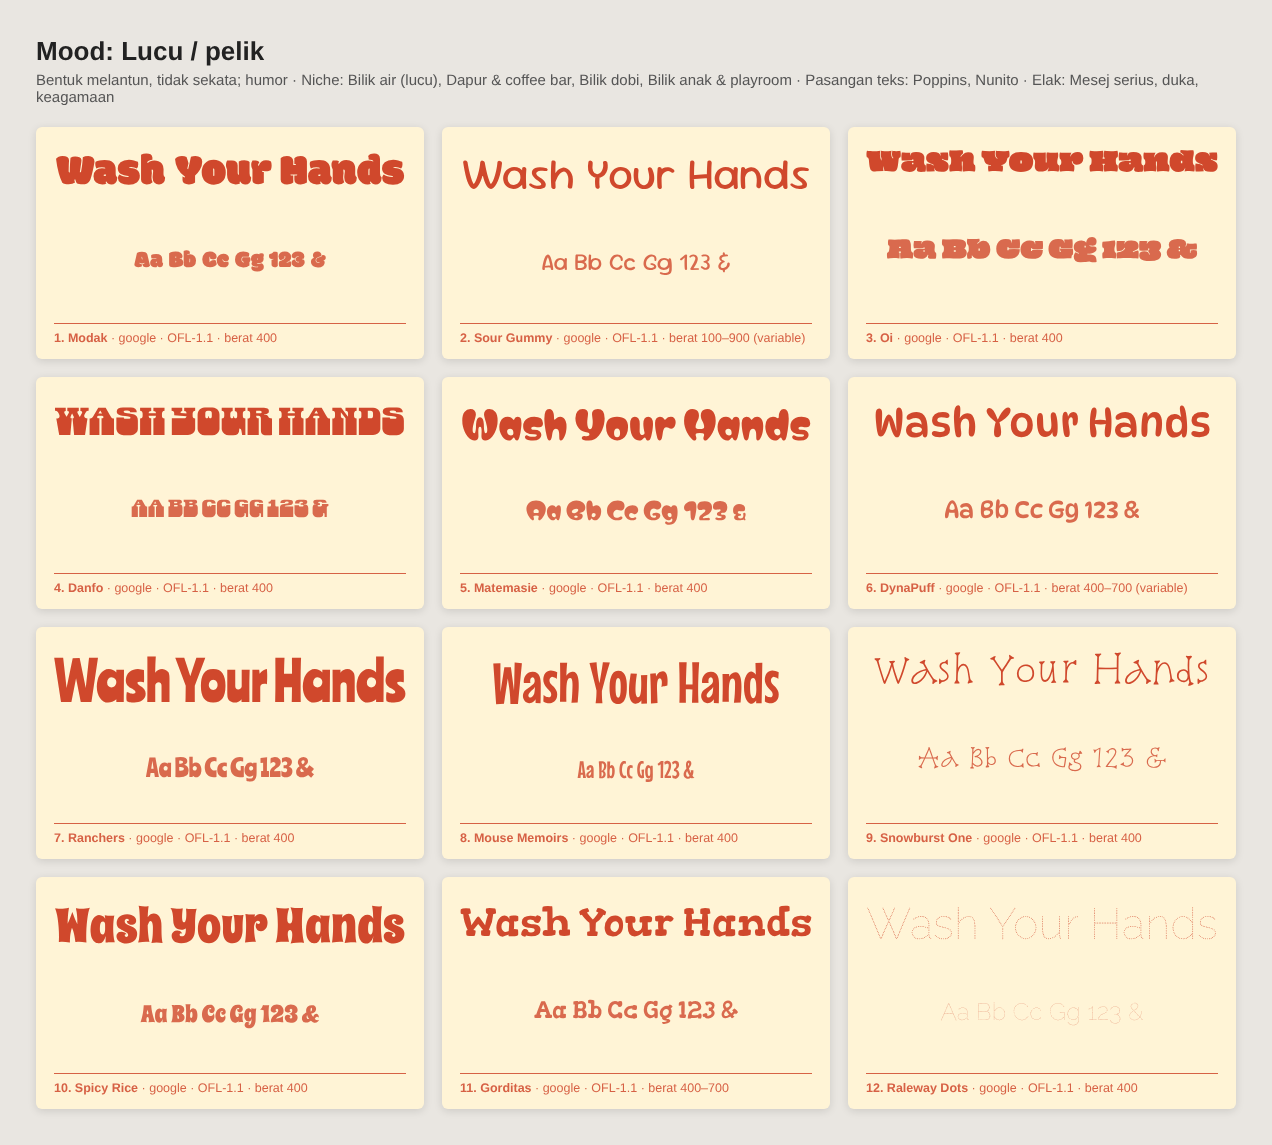 Mood: Lucu / pelik
Bentuk melantun, tidak sekata; humor · Niche: Bilik air (lucu), Dapur & coffee bar, Bilik dobi, Bilik anak & playroom · Pasangan teks: Poppins, Nunito · Elak: Mesej serius, duka,
keagamaan
Wash Your Hands
Aa Bb Cc Gg 123 &
1. Modak · google · OFL-1.1 · berat 400
Wash Your Hands
Aa Bb Cc Gg 123 &
2. Sour Gummy · google · OFL-1.1 · berat 100–900 (variable)
Wash Your Hands
Aa Bb Cc Gg 123 &
3. Oi · google · OFL-1.1 · berat 400
WASH YOUR HANDS
AA BB CC GG 123 &
4. Danfo · google · OFL-1.1 · berat 400
Wash Your Hands
Aa Bb Cc Gg 123 &
5. Matemasie · google · OFL-1.1 · berat 400
Wash Your Hands
Aa Bb Cc Gg 123 &
6. DynaPuff · google · OFL-1.1 · berat 400–700 (variable)
Wash Your Hands
Aa Bb Cc Gg 123 &
7. Ranchers · google · OFL-1.1 · berat 400
Wash Your Hands
Aa Bb Cc Gg 123 &
8. Mouse Memoirs · google · OFL-1.1 · berat 400
Wash Your Hands
Aa Bb Cc Gg 123 &
9. Snowburst One · google · OFL-1.1 · berat 400
Wash Your Hands
Aa Bb Cc Gg 123 &
10. Spicy Rice · google · OFL-1.1 · berat 400
Wash Your Hands
Aa Bb Cc Gg 123 &
11. Gorditas · google · OFL-1.1 · berat 400–700
Wash Your Hands
Aa Bb Cc Gg 123 &
12. Raleway Dots · google · OFL-1.1 · berat 400